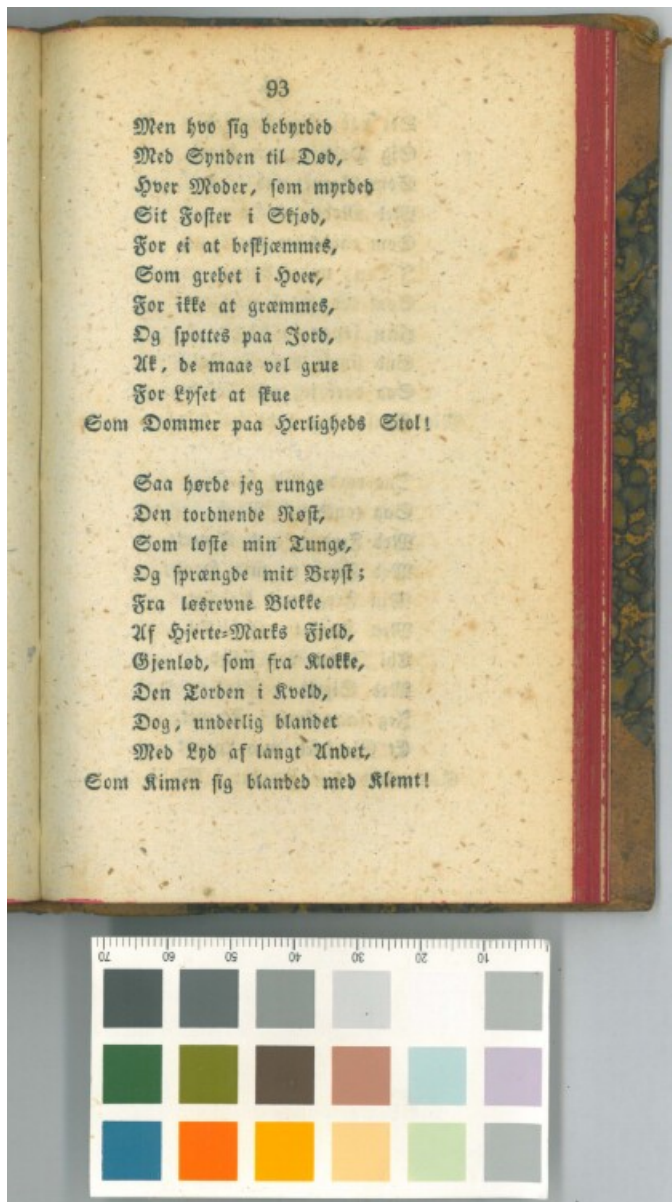 93
Men hvo sig bebyrded
Med Synden til Død,
Hver Moder, som myrded
Sit Foster i Skjød,
For ei at beskjæmmes,
Som grebet i Hoer,
For ikke at græmmes,
Og spottes paa Jord,
Ak, de maae vel grue
For Lyset at skue
Som Dommer paa Herligheds Stol!
Saa hørde jeg runge
Den tordnende Røst,
Som løste min Tunge,
Og sprængde mit Bryst;
Fra løsrevne Blokke
Af Hjerte-Marks Fjeld,
Gjenlød, som fra Klokke,
Den Torden i Kveld,
Dog, underlig blandet
Med Lyd af langt Andet,
Som Kimen sig blanded med Klemt!
70 60 50 40 30 20 10